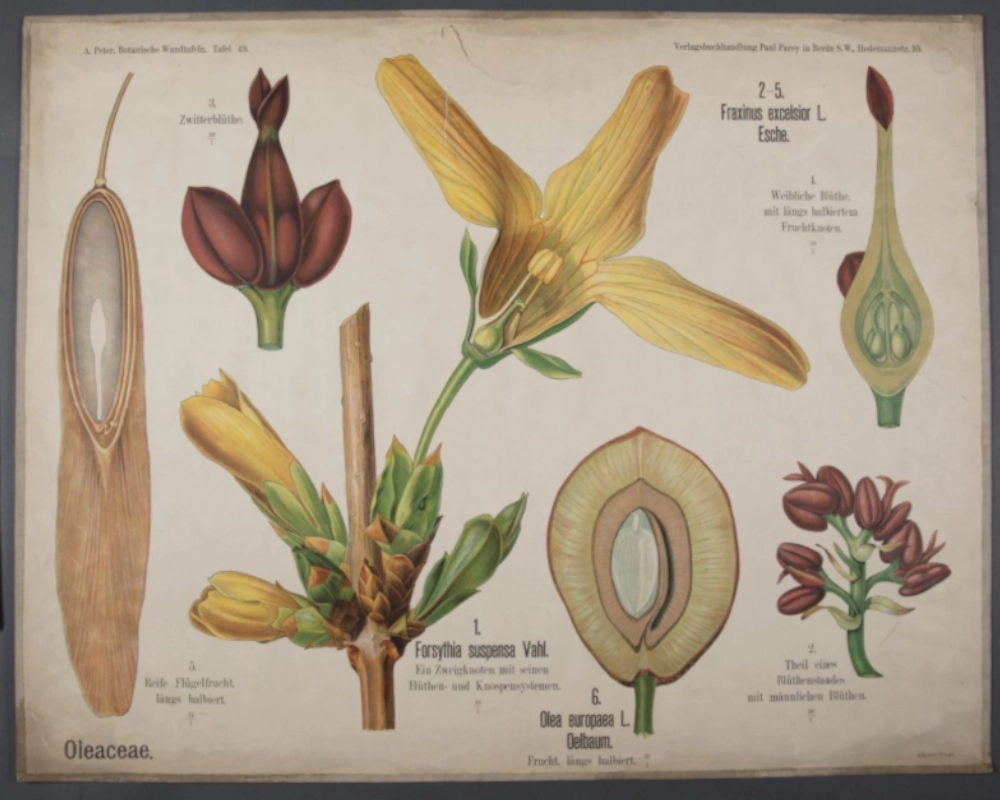 A. Peter, Botanische Wandtafeln. Tafel 49.
Verlagsbuchhandlung Paul Parey in Berlin S.W., Hedemannstr. 10.
3.
Zwitterblüthe.
2-5.
Fraxinus excelsior L.
Esche.
4.
Weibliche Blüthe,
mit längs halbiertem
Fruchtknoten.
1.
Forsythia suspensa Vahl.
Ein Zweigknoten mit seinen
Blüthen- und Knospensystemen.
5.
Reife Flügelfrucht,
längs halbiert.
2.
Theil eines
Blüthenstandes
mit männlichen Blüthen.
6.
Olea europaea L.
Oelbaum.
Frucht, längs halbiert.
Oleaceae.